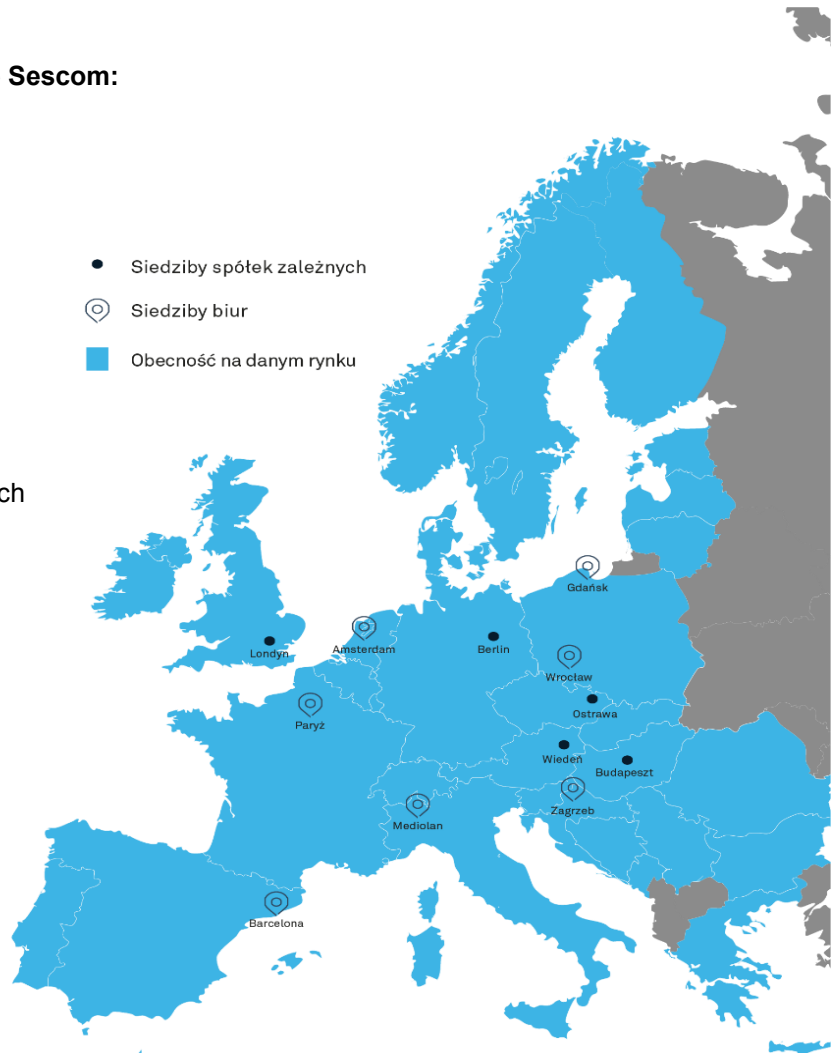 Sescom:
Siedziby spółek zależnych
Siedziby biur
Obecność na danym rynku
ch
Gdańsk
Londyn
Amsterdam
Berlin
Wrocław
Paryż
Ostrawa
Wiedeń
Budapeszt
Zagrzeb
Mediolan
Barcelona